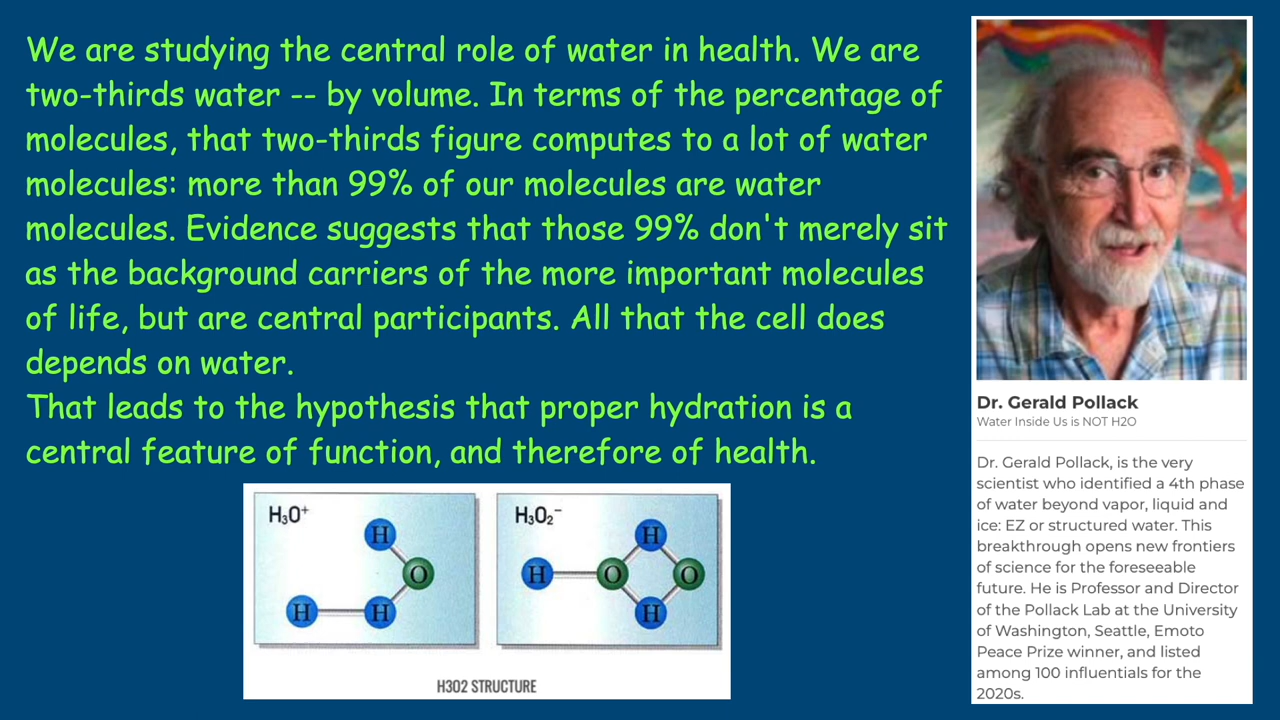 We are studying the central role of water in health. We are
two-thirds water -- by volume. In terms of the percentage of
molecules, that two-thirds figure computes to a lot of water
molecules: more than 99% of our molecules are water
molecules. Evidence suggests that those 99% don't merely sit
as the background carriers of the more important molecules
of life, but are central participants. All that the cell does
depends on water.
That leads to the hypothesis that proper hydration is a
central feature of function, and therefore of health.
H₃O⁺
H
O
H
H
H₃O₂⁻
H
H
O
O
H
H3O2 STRUCTURE
Dr. Gerald Pollack
Water Inside Us is NOT H2O
Dr. Gerald Pollack, is the very
scientist who identified a 4th phase
of water beyond vapor, liquid and
ice: EZ or structured water. This
breakthrough opens new frontiers
of science for the foreseeable
future. He is Professor and Director
of the Pollack Lab at the University
of Washington, Seattle, Emoto
Peace Prize winner, and listed
among 100 influentials for the
2020s.